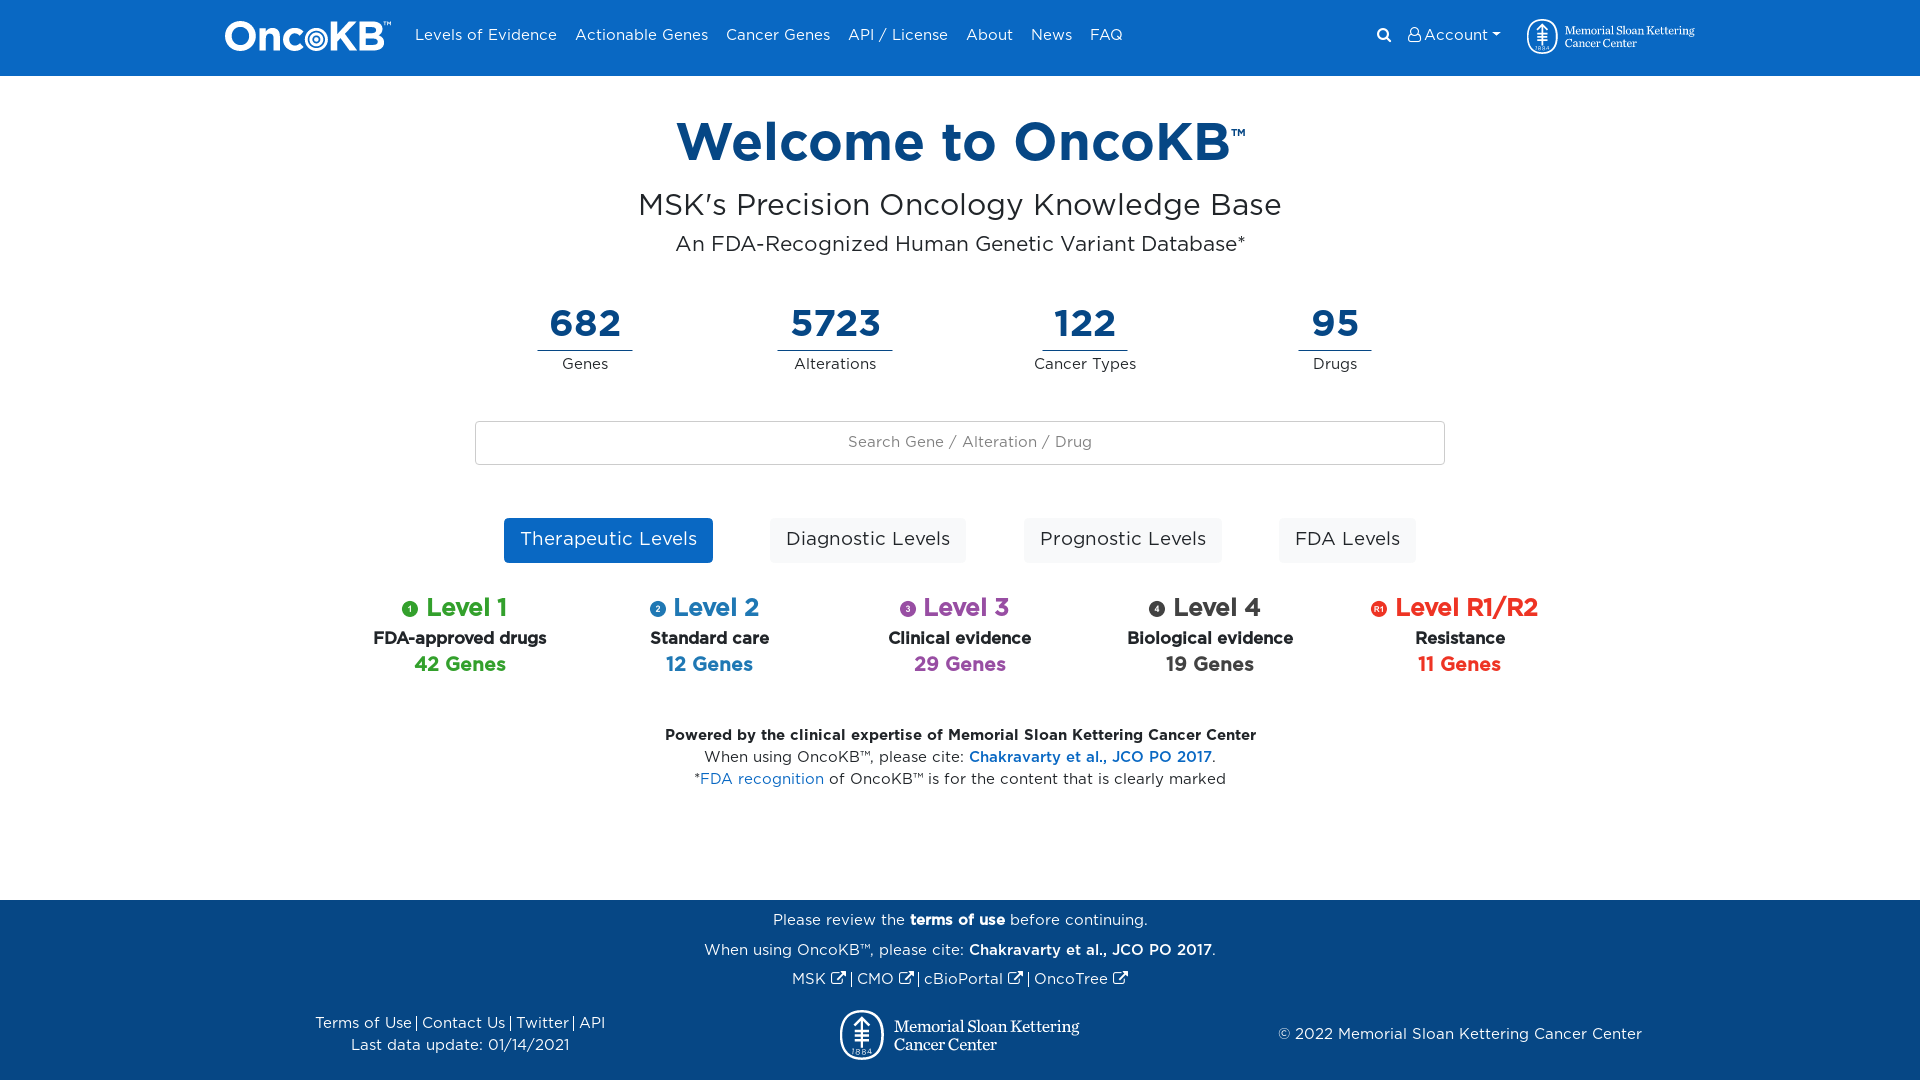 OncoKB™ Levels of Evidence Actionable Genes Cancer Genes API / License About News FAQ Account Memorial Sloan Kettering
Cancer Center
1884
Welcome to OncoKB™
MSK's Precision Oncology Knowledge Base
An FDA-Recognized Human Genetic Variant Database*
682 5723 122 95
Genes Alterations Cancer Types Drugs
Search Gene / Alteration / Drug
Therapeutic Levels Diagnostic Levels Prognostic Levels FDA Levels
1 Level 1 2 Level 2 3 Level 3 4 Level 4 R1 Level R1/R2
FDA-approved drugs Standard care Clinical evidence Biological evidence Resistance
42 Genes 12 Genes 29 Genes 19 Genes 11 Genes
Powered by the clinical expertise of Memorial Sloan Kettering Cancer Center
When using OncoKB™, please cite: Chakravarty et al., JCO PO 2017.
*FDA recognition of OncoKB™ is for the content that is clearly marked
Please review the terms of use before continuing.
When using OncoKB™, please cite: Chakravarty et al., JCO PO 2017.
MSK | CMO | cBioPortal | OncoTree
Terms of Use | Contact Us | Twitter | API
Last data update: 01/14/2021
Memorial Sloan Kettering
Cancer Center
1884
© 2022 Memorial Sloan Kettering Cancer Center